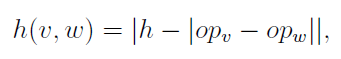 h(v, w) = |h − |op_v − op_w||,